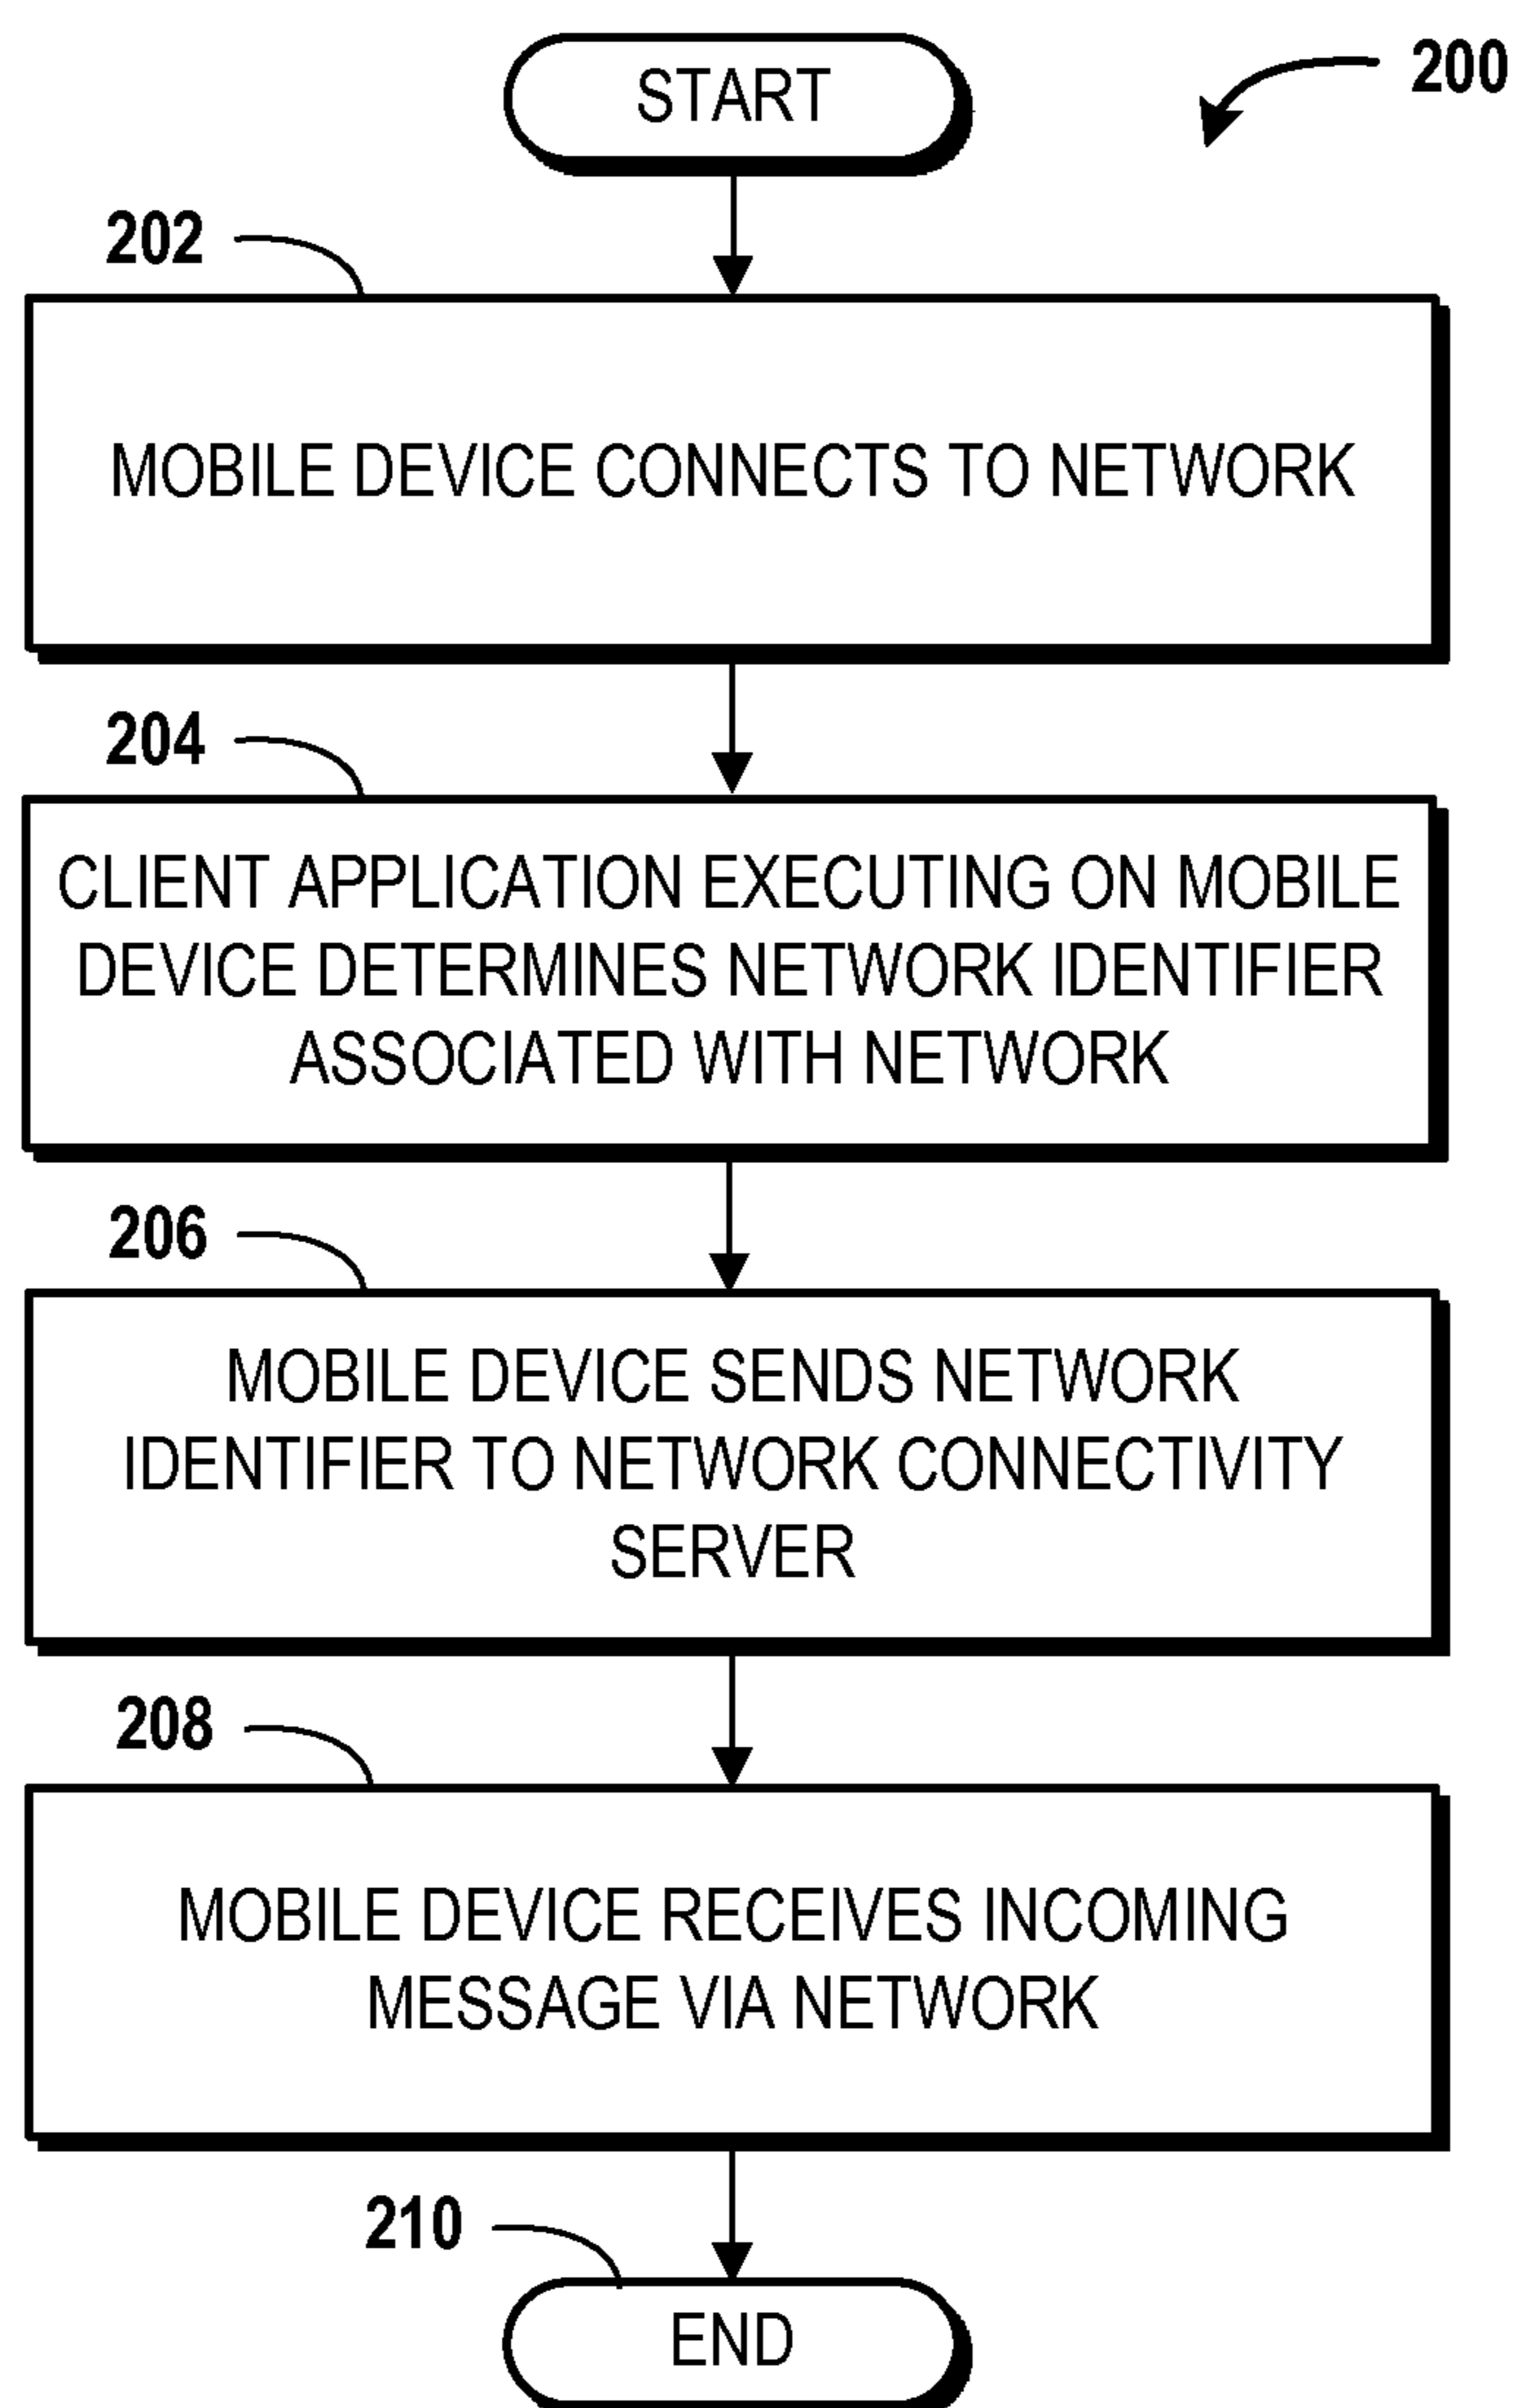 START
200
202
MOBILE DEVICE CONNECTS TO NETWORK
204
CLIENT APPLICATION EXECUTING ON MOBILE
DEVICE DETERMINES NETWORK IDENTIFIER
ASSOCIATED WITH NETWORK
206
MOBILE DEVICE SENDS NETWORK
IDENTIFIER TO NETWORK CONNECTIVITY
SERVER
208
MOBILE DEVICE RECEIVES INCOMING
MESSAGE VIA NETWORK
210
END